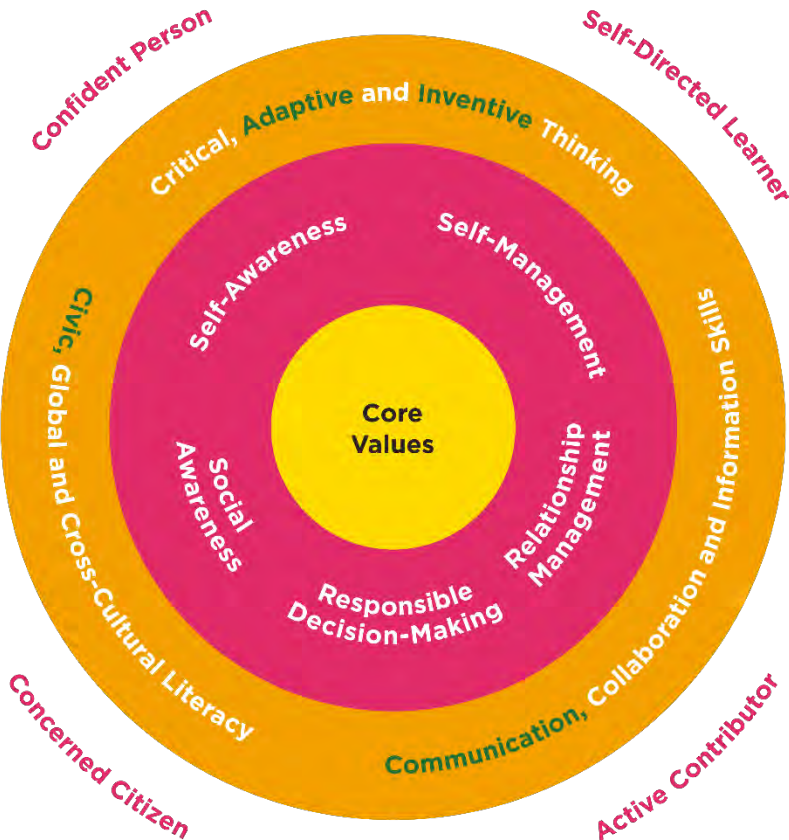 Confident Person
Self-Directed Learner
Critical, Adaptive and Inventive Thinking
Self-Awareness
Self-Management
Civic, Global and Cross-Cultural Literacy
Communication, Collaboration and Information Skills
Core
Values
Social
Awareness
Relationship
Management
Responsible
Decision-Making
Concerned Citizen
Active Contributor